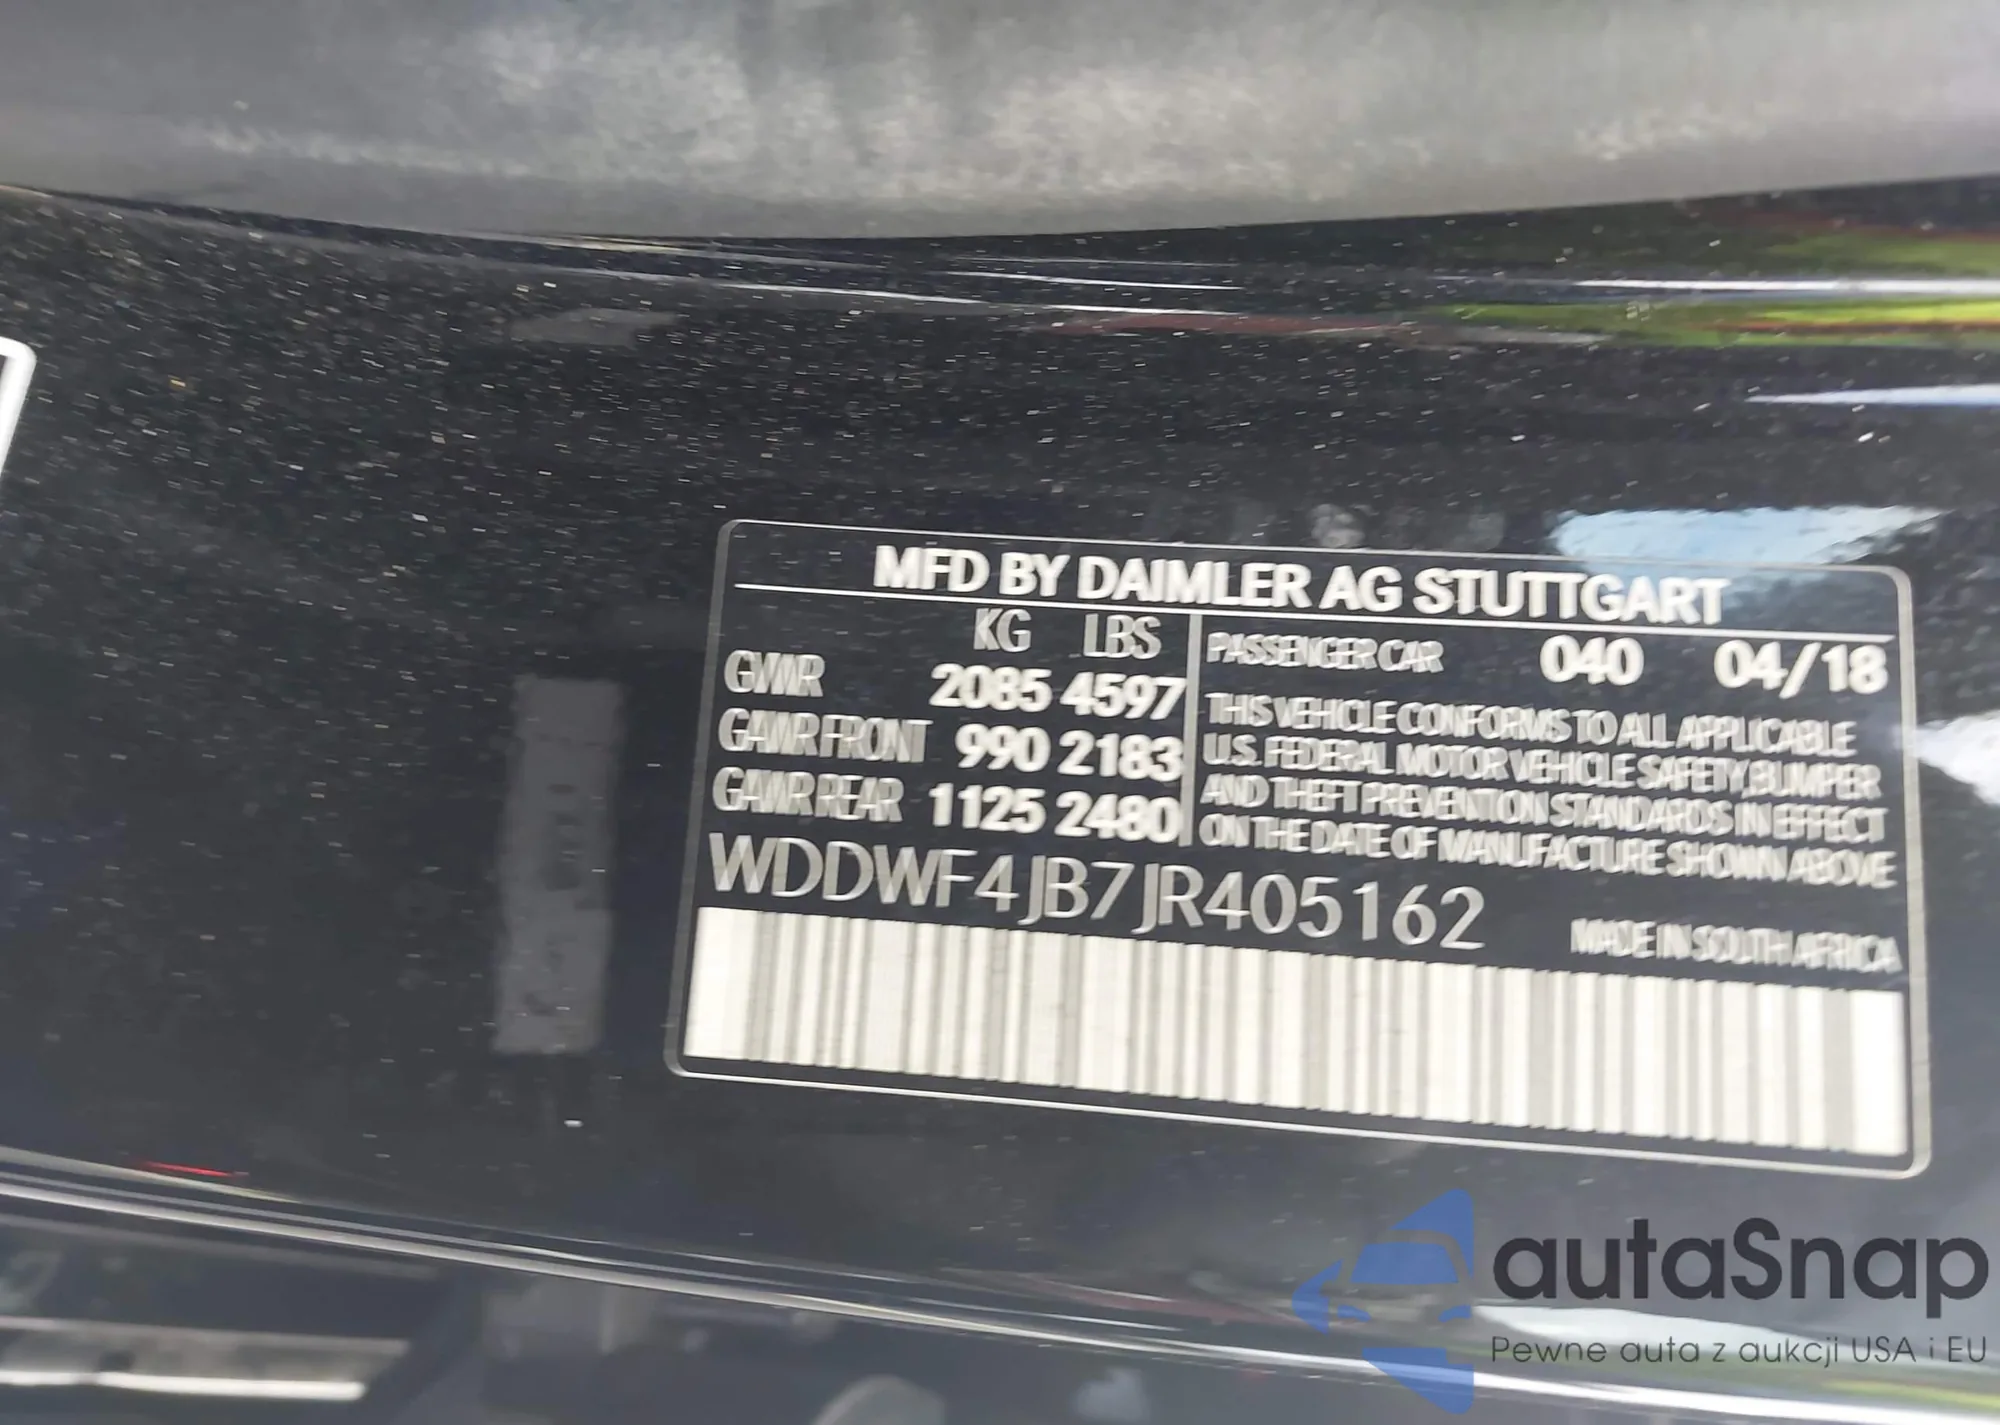 MFD BY DAIMLER AG STUTTGART
KG LBS
GVWR 2085 4597
GAWR FRONT 990 2183
GAWR REAR 1125 2480
PASSENGER CAR 040 04/18
THIS VEHICLE CONFORMS TO ALL APPLICABLE
U.S. FEDERAL MOTOR VEHICLE SAFETY, BUMPER
AND THEFT PREVENTION STANDARDS IN EFFECT
ON THE DATE OF MANUFACTURE SHOWN ABOVE
WDDWF4JB7JR405162
MADE IN SOUTH AFRICA
autaSnap
Pewne auta z aukcji USA i EU